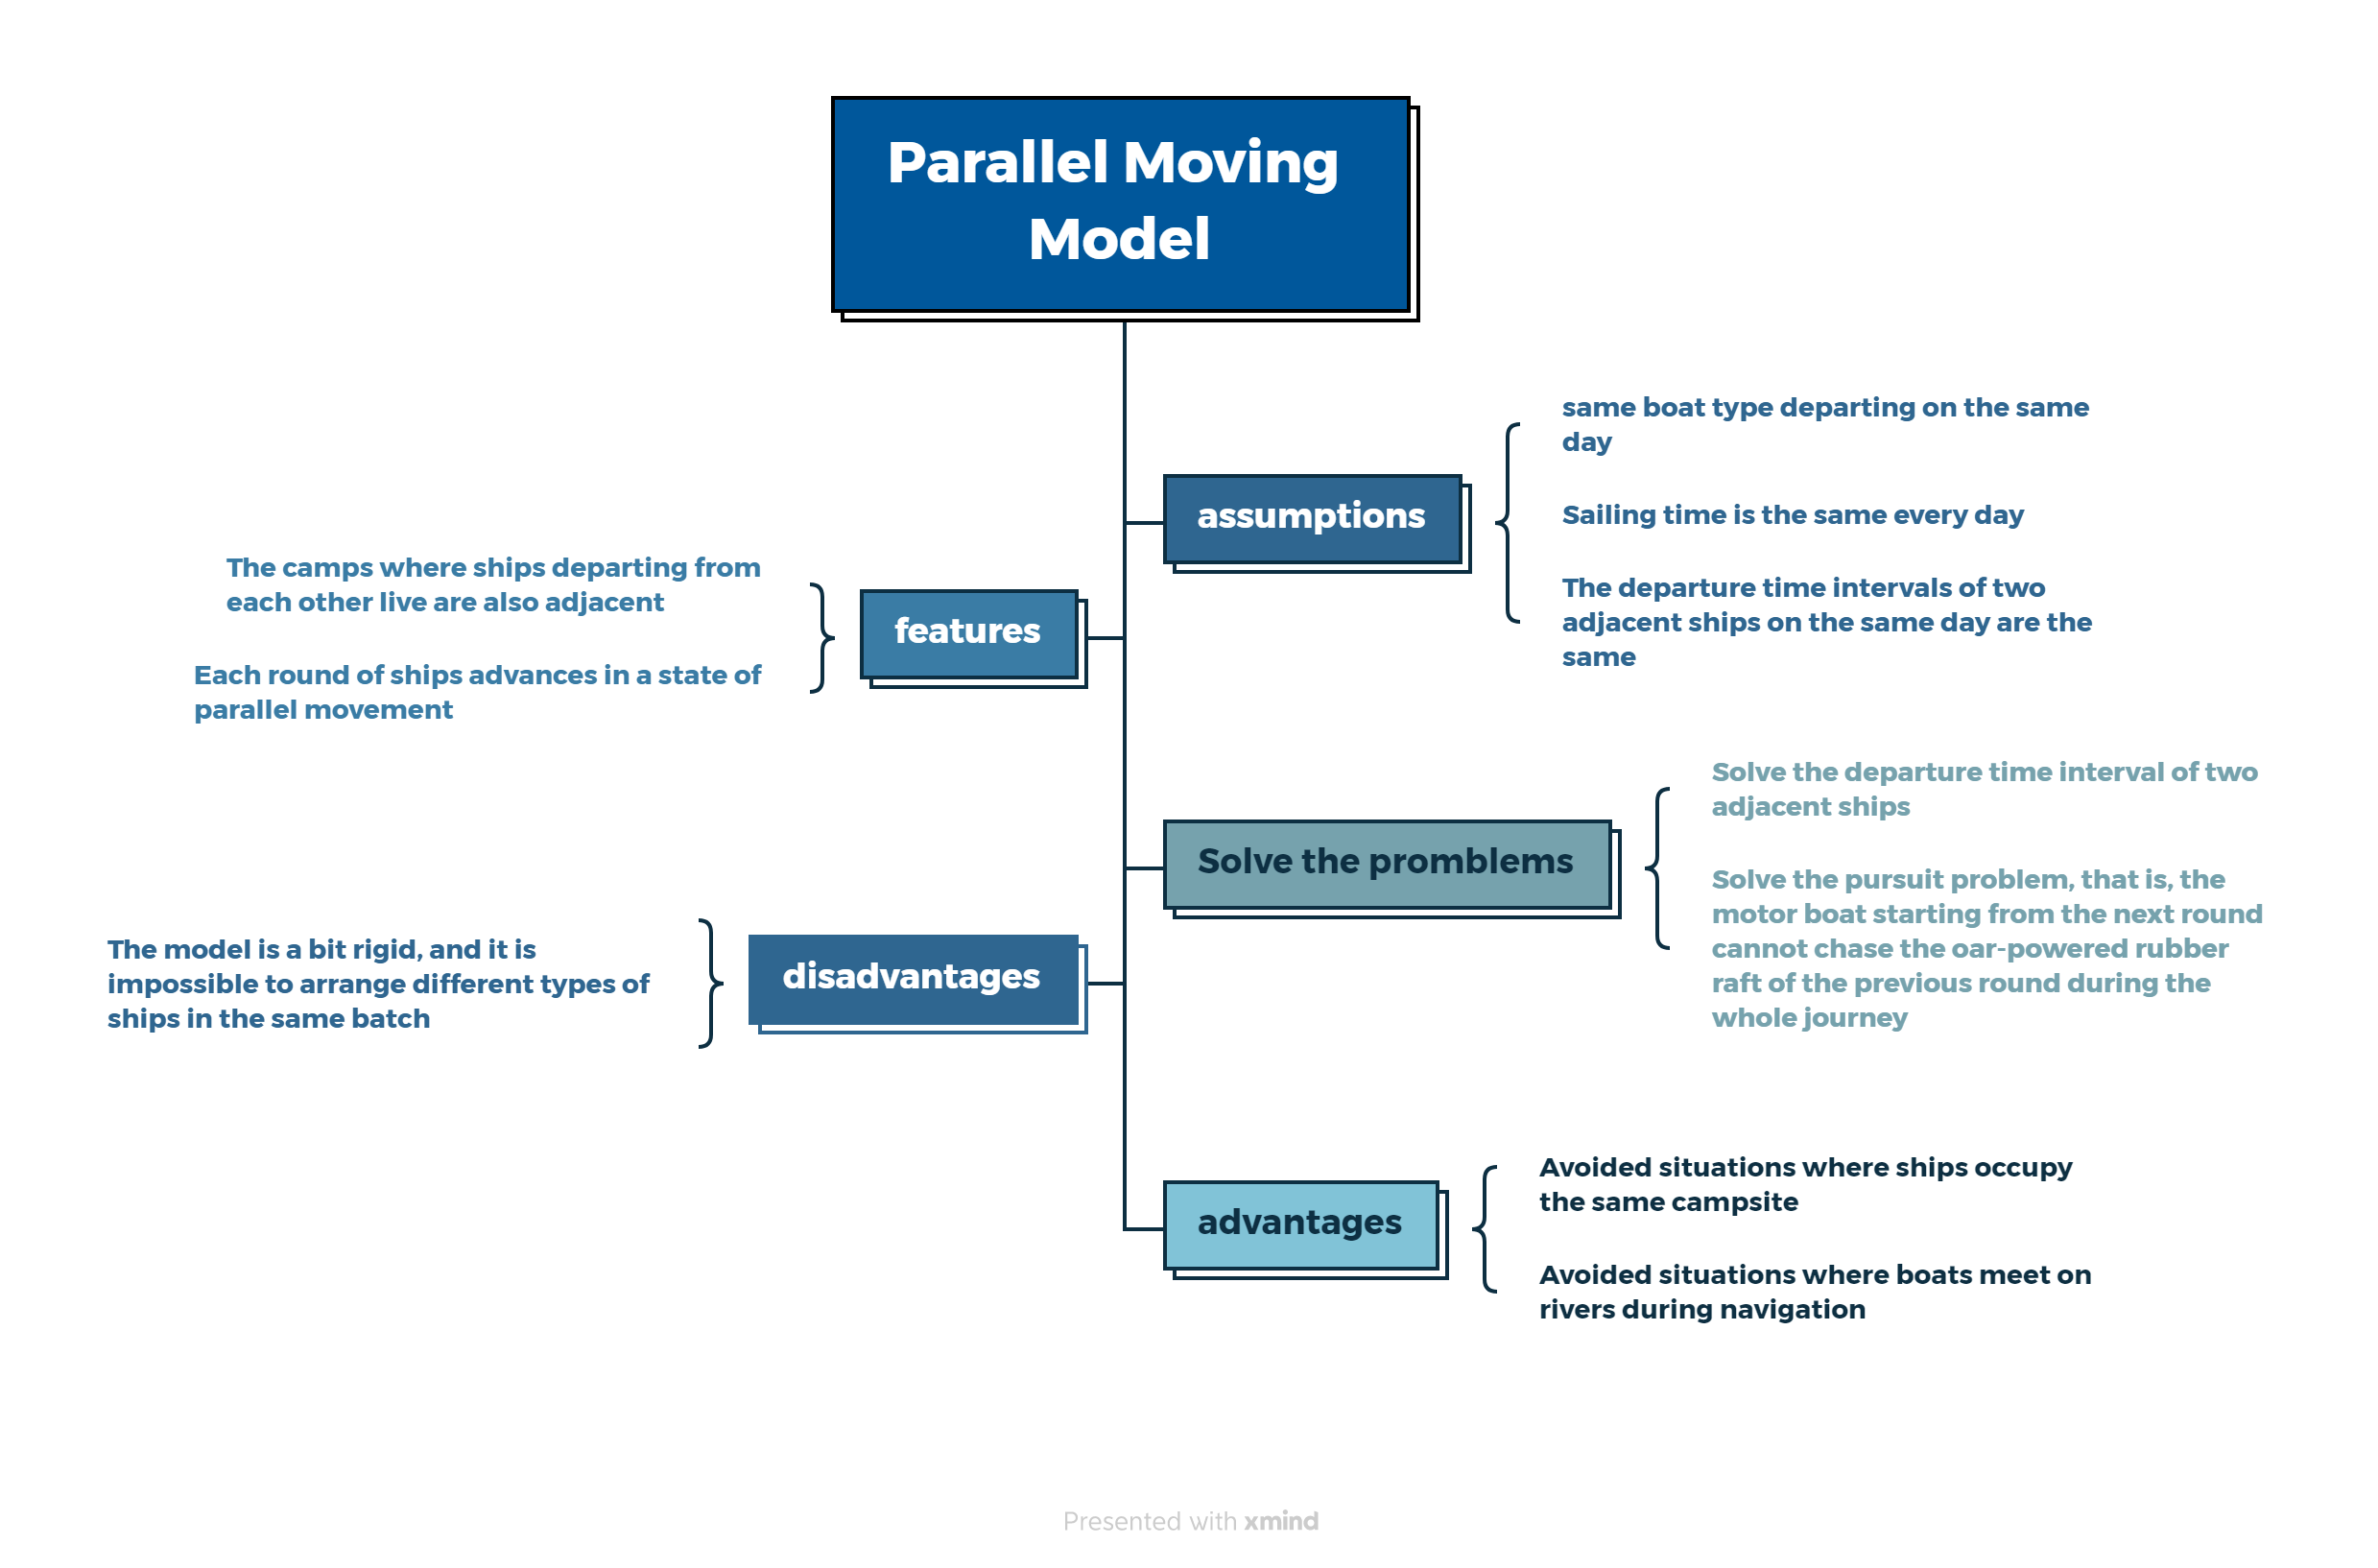 Parallel Moving
Model
same boat type departing on the same
day
assumptions
Sailing time is the same every day
The departure time intervals of two
adjacent ships on the same day are the
same
The camps where ships departing from
each other live are also adjacent
features
Each round of ships advances in a state of
parallel movement
Solve the departure time interval of two
adjacent ships
Solve the promblems
Solve the pursuit problem, that is, the
motor boat starting from the next round
cannot chase the oar-powered rubber
raft of the previous round during the
whole journey
The model is a bit rigid, and it is
impossible to arrange different types of
ships in the same batch
disadvantages
Avoided situations where ships occupy
the same campsite
advantages
Avoided situations where boats meet on
rivers during navigation
Presented with xmind